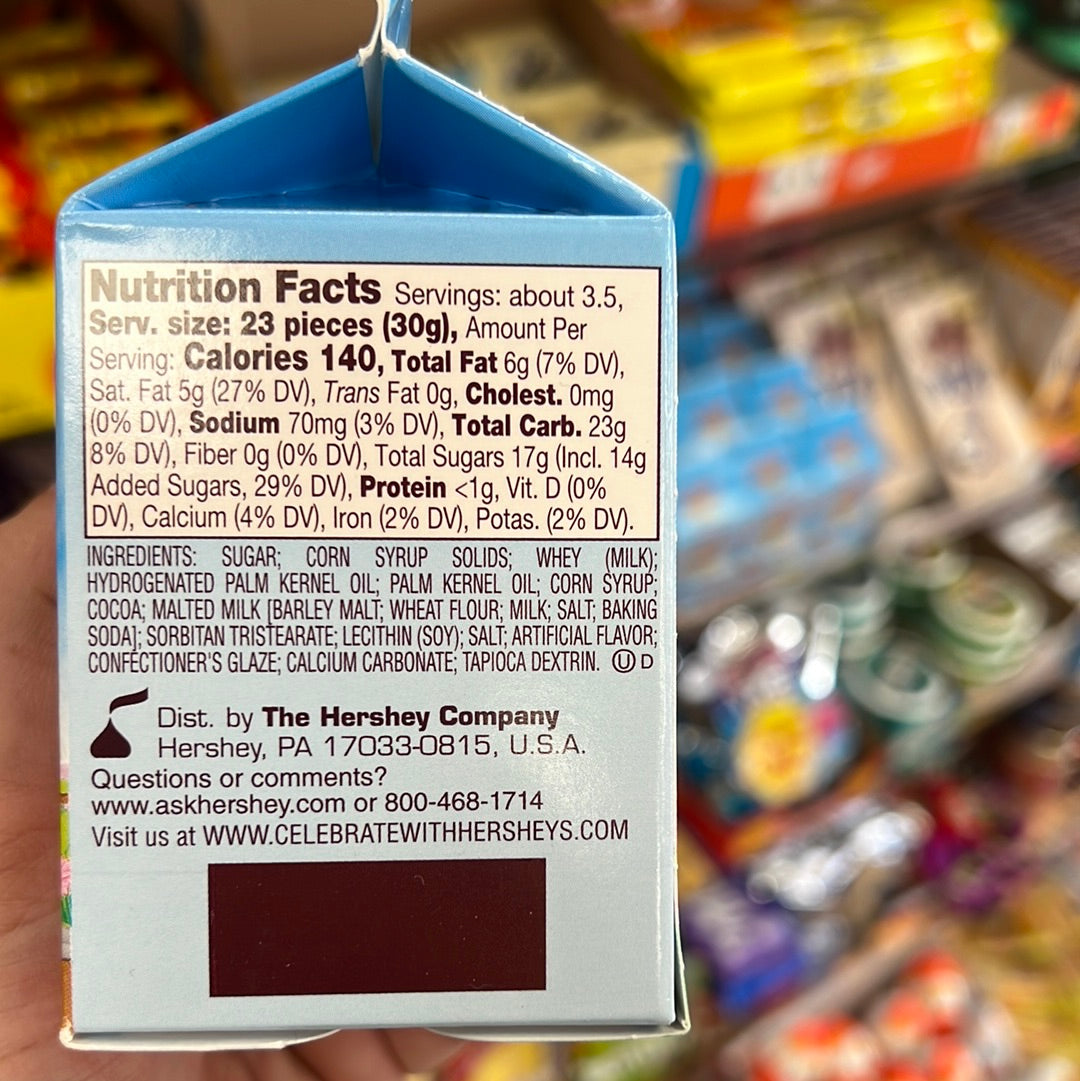 Nutrition Facts Servings: about 3.5,
Serv. size: 23 pieces (30g), Amount Per
Serving: Calories 140, Total Fat 6g (7% DV),
Sat. Fat 5g (27% DV), Trans Fat 0g, Cholest. 0mg
(0% DV), Sodium 70mg (3% DV), Total Carb. 23g
8% DV), Fiber 0g (0% DV), Total Sugars 17g (Incl. 14g
Added Sugars, 29% DV), Protein <1g, Vit. D (0%
DV), Calcium (4% DV), Iron (2% DV), Potas. (2% DV).
INGREDIENTS: SUGAR; CORN SYRUP SOLIDS; WHEY (MILK);
HYDROGENATED PALM KERNEL OIL; PALM KERNEL OIL; CORN SYRUP;
COCOA; MALTED MILK [BARLEY MALT; WHEAT FLOUR; MILK; SALT; BAKING
SODA]; SORBITAN TRISTEARATE; LECITHIN (SOY); SALT; ARTIFICIAL FLAVOR;
CONFECTIONER'S GLAZE; CALCIUM CARBONATE; TAPIOCA DEXTRIN. Ⓤ D
Dist. by The Hershey Company
Hershey, PA 17033-0815, U.S.A.
Questions or comments?
www.askhershey.com or 800-468-1714
Visit us at WWW.CELEBRATEWITHHERSHEYS.COM